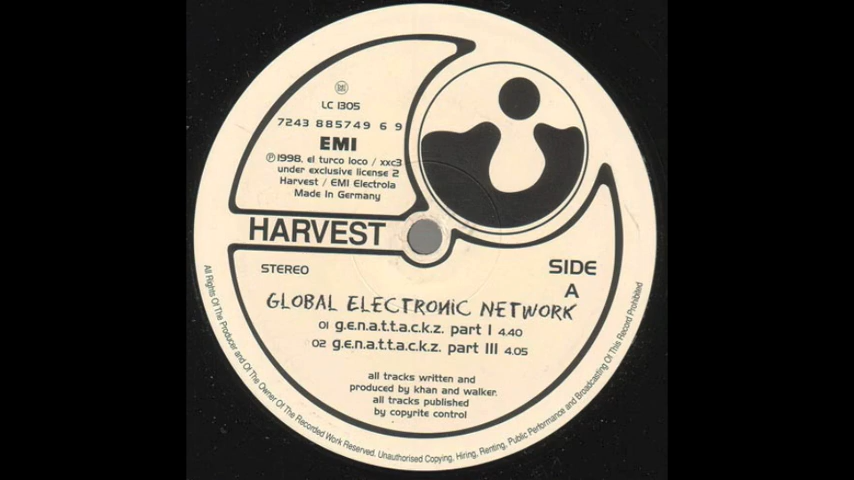 LC 1305
7243 885749 6 9
EMI
℗1998, el turco loco / xxc3
under exclusive license 2
Harvest / EMI Electrola
Made In Germany
HARVEST
STEREO
SIDE
A
GLOBAL ELECTRONIC NETWORK
01 g.e.n.a.t.t.a.c.k.z. part I 4.40
02 g.e.n.a.t.t.a.c.k.z. part III 4.05
all tracks written and
produced by khan and walker.
all tracks published
by copyrite control
All Rights Of The Producer and Of The Owner Of The Recorded Work Reserved. Unauthorised Copying, Hiring, Renting, Public Performance and Broadcasting Of This Record Prohibited